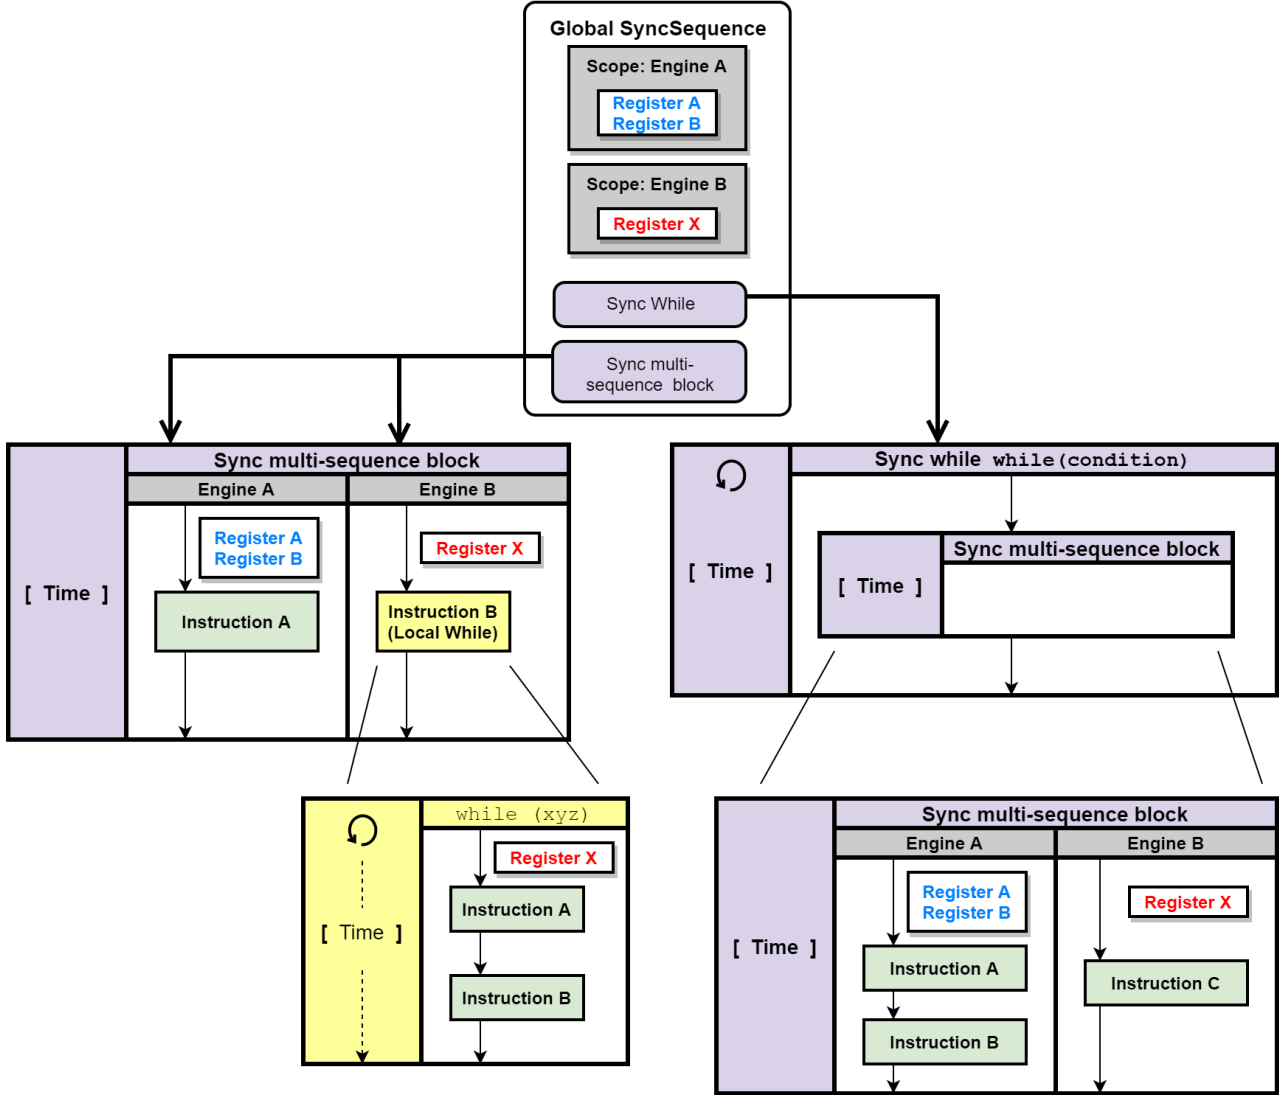 Global SyncSequence
Scope: Engine A
Register A
Register B
Scope: Engine B
Register X
Sync While
Sync multi-
sequence block
Sync multi-sequence block
Engine A
Engine B
[ Time ]
Register A
Register B
Instruction A
Register X
Instruction B
(Local While)
Sync while while(condition)
[ Time ]
Sync multi-sequence block
[ Time ]
while (xyz)
[ Time ]
Register X
Instruction A
Instruction B
Sync multi-sequence block
Engine A
Engine B
[ Time ]
Register A
Register B
Instruction A
Instruction B
Register X
Instruction C